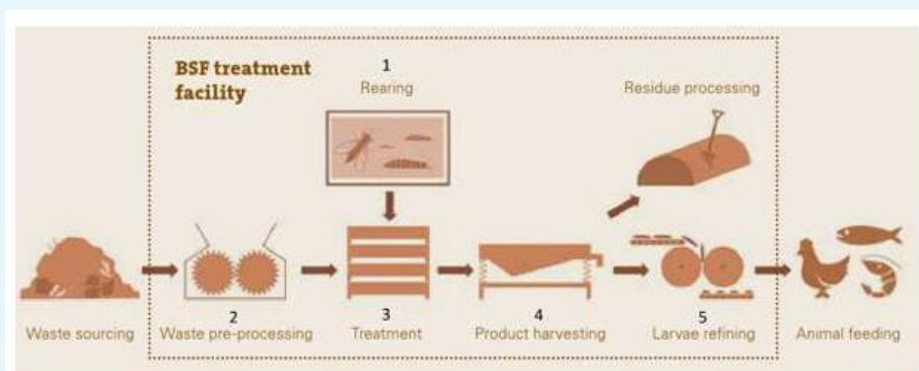 BSF treatment
facility
1
Rearing
Residue processing
Waste sourcing
2
Waste pre-processing
3
Treatment
4
Product harvesting
5
Larvae refining
Animal feeding